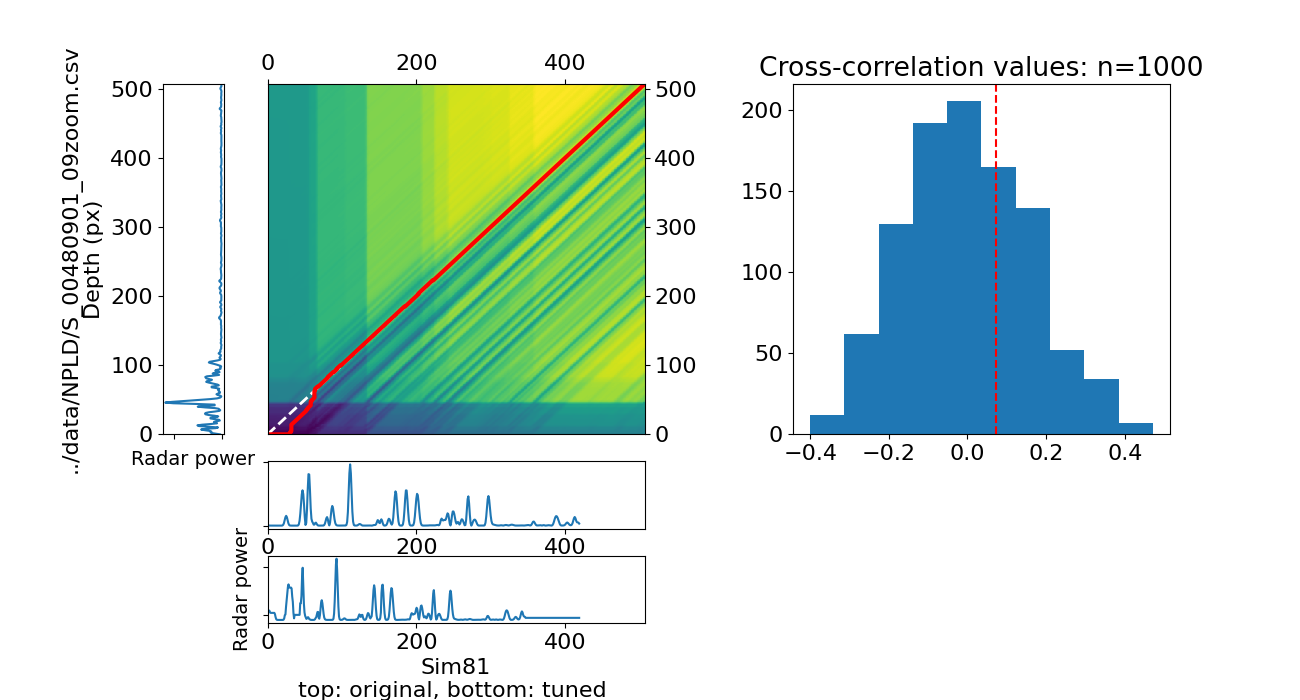 ../data/NPLD/S_00480901_09zoom.csv
Depth (px)
500
400
300
200
100
0
Radar power
0 200 400
500
400
300
200
100
0
0 200 400
Radar power
0 200 400
Sim81
top: original, bottom: tuned
Cross-correlation values: n=1000
200
150
100
50
0
−0.4 −0.2 0.0 0.2 0.4